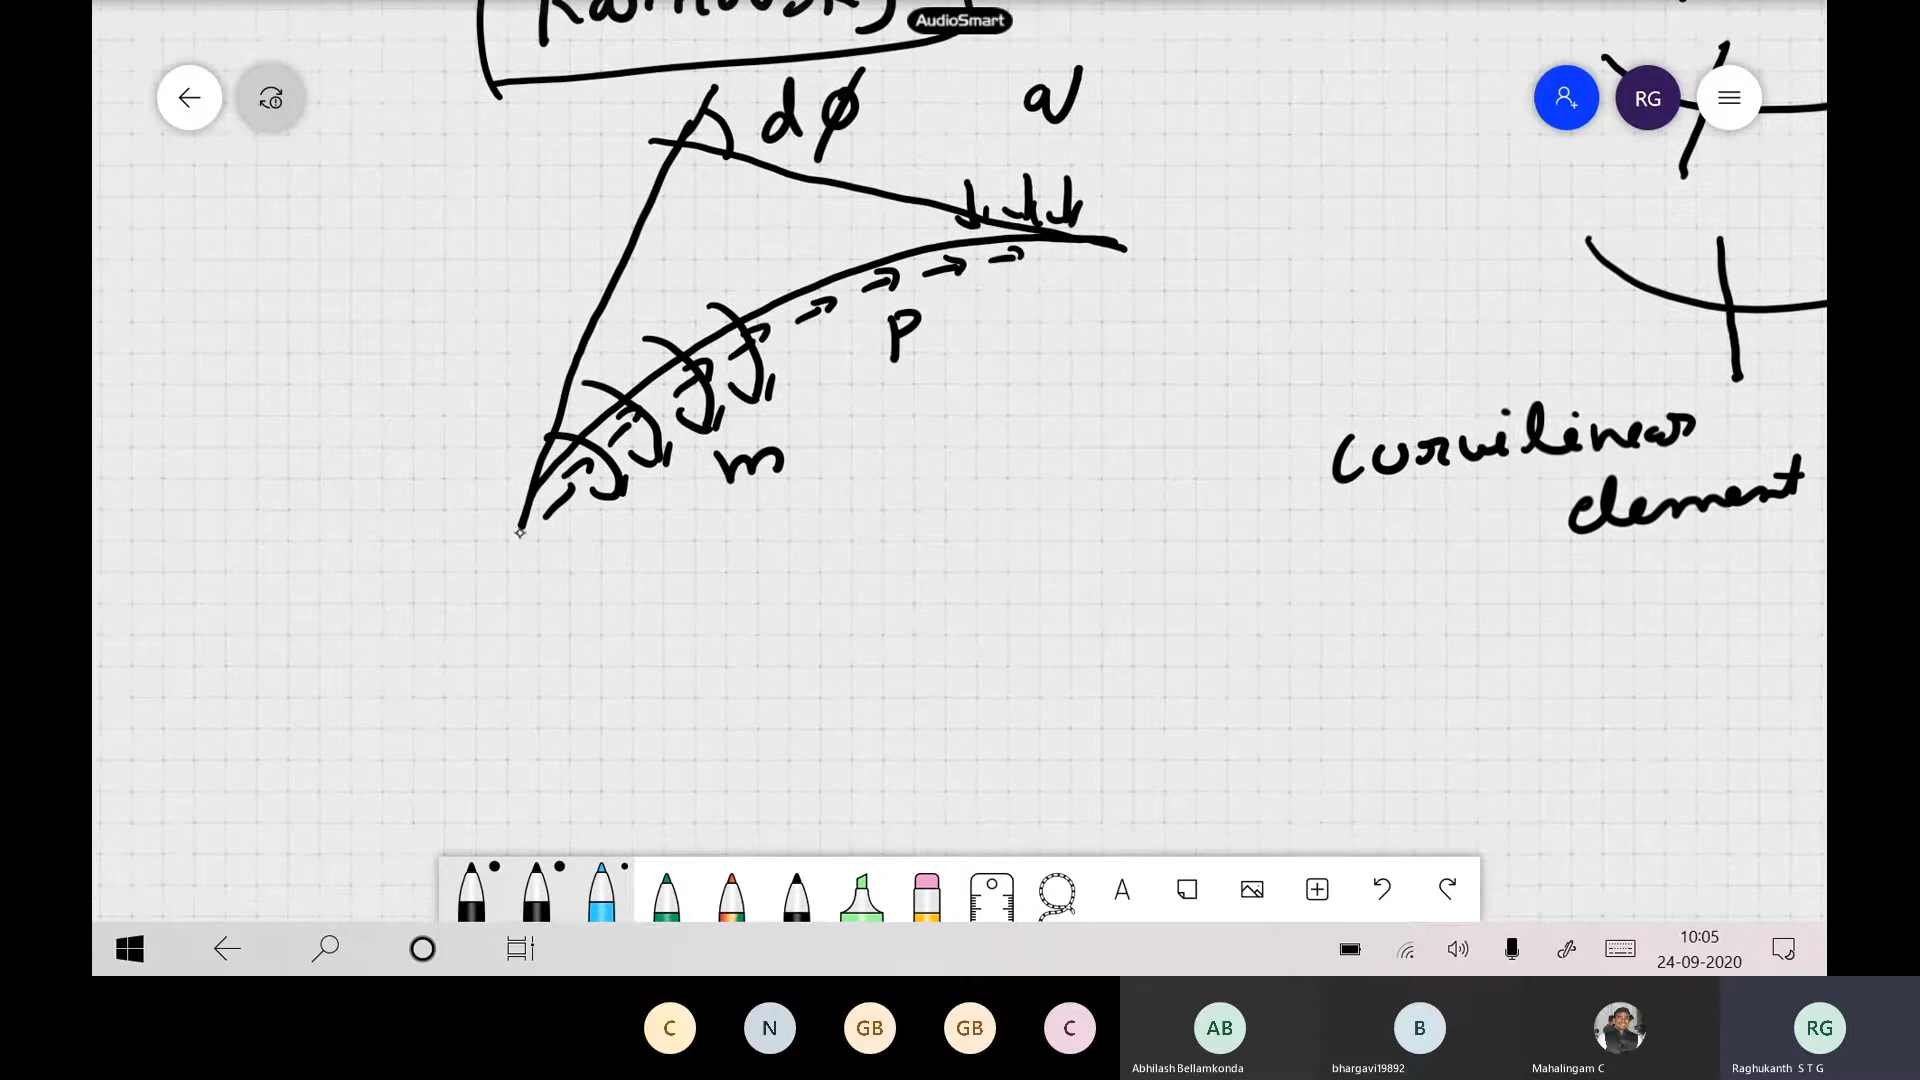 AudioSmart
RG
dφ
q
p
m
curvilinear
element
A
10:05
24-09-2020
C
N
GB
GB
C
AB
B
RG
Abhilash Bellamkonda
bhargavi19892
Mahalingam C
Raghukanth S T G